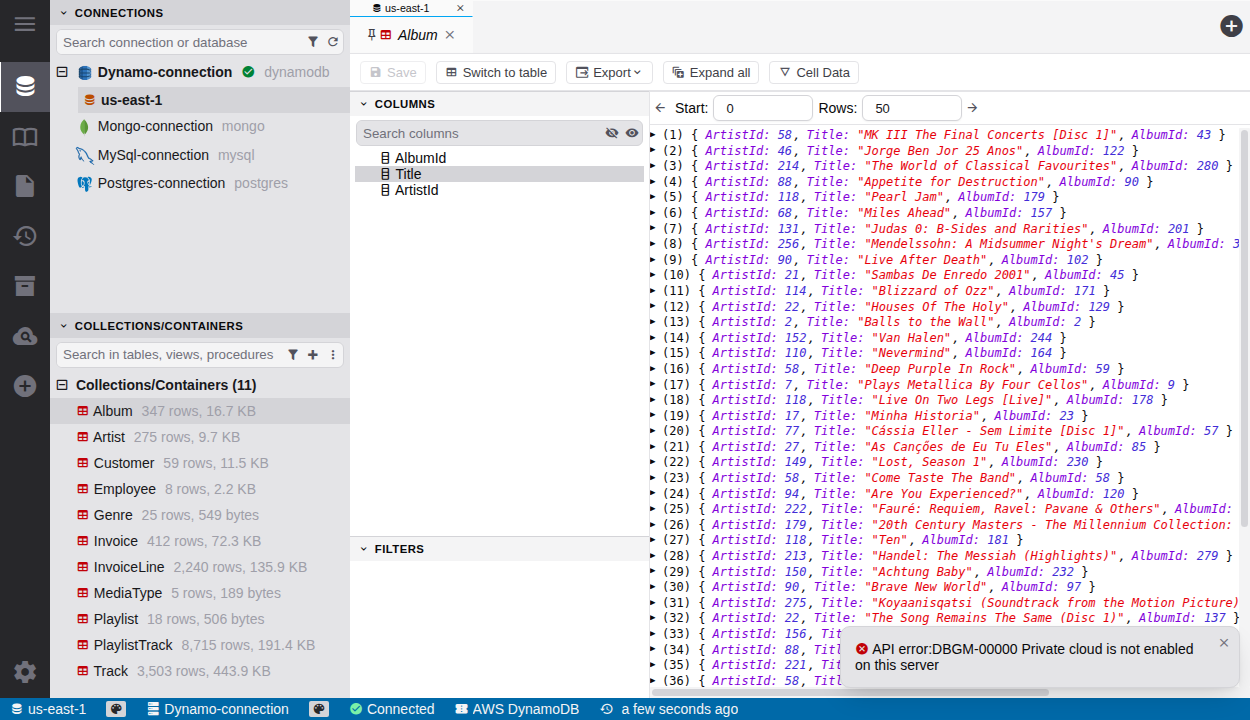 CONNECTIONS
Search connection or database
Dynamo-connection dynamodb
us-east-1
Mongo-connection mongo
MySql-connection mysql
Postgres-connection postgres
COLLECTIONS/CONTAINERS
Search in tables, views, procedures
Collections/Containers (11)
Album 347 rows, 16.7 KB
Artist 275 rows, 9.7 KB
Customer 59 rows, 11.5 KB
Employee 8 rows, 2.2 KB
Genre 25 rows, 549 bytes
Invoice 412 rows, 72.3 KB
InvoiceLine 2,240 rows, 135.9 KB
MediaType 5 rows, 189 bytes
Playlist 18 rows, 506 bytes
PlaylistTrack 8,715 rows, 191.4 KB
Track 3,503 rows, 443.9 KB
us-east-1
Album
Save Switch to table Export Expand all Cell Data
COLUMNS
Search columns
AlbumId
Title
ArtistId
FILTERS
Start: 0 Rows: 50
(1) { ArtistId: 58, Title: "MK III The Final Concerts [Disc 1]", AlbumId: 43 }
(2) { ArtistId: 46, Title: "Jorge Ben Jor 25 Anos", AlbumId: 122 }
(3) { ArtistId: 214, Title: "The World of Classical Favourites", AlbumId: 280 }
(4) { ArtistId: 88, Title: "Appetite for Destruction", AlbumId: 90 }
(5) { ArtistId: 118, Title: "Pearl Jam", AlbumId: 179 }
(6) { ArtistId: 68, Title: "Miles Ahead", AlbumId: 157 }
(7) { ArtistId: 131, Title: "Judas 0: B-Sides and Rarities", AlbumId: 201 }
(8) { ArtistId: 256, Title: "Mendelssohn: A Midsummer Night's Dream", AlbumId: 3
(9) { ArtistId: 90, Title: "Live After Death", AlbumId: 102 }
(10) { ArtistId: 21, Title: "Sambas De Enredo 2001", AlbumId: 45 }
(11) { ArtistId: 114, Title: "Blizzard of Ozz", AlbumId: 171 }
(12) { ArtistId: 22, Title: "Houses Of The Holy", AlbumId: 129 }
(13) { ArtistId: 2, Title: "Balls to the Wall", AlbumId: 2 }
(14) { ArtistId: 152, Title: "Van Halen", AlbumId: 244 }
(15) { ArtistId: 110, Title: "Nevermind", AlbumId: 164 }
(16) { ArtistId: 58, Title: "Deep Purple In Rock", AlbumId: 59 }
(17) { ArtistId: 7, Title: "Plays Metallica By Four Cellos", AlbumId: 9 }
(18) { ArtistId: 118, Title: "Live On Two Legs [Live]", AlbumId: 178 }
(19) { ArtistId: 17, Title: "Minha Historia", AlbumId: 23 }
(20) { ArtistId: 77, Title: "Cássia Eller - Sem Limite [Disc 1]", AlbumId: 57 }
(21) { ArtistId: 27, Title: "As Canções de Eu Tu Eles", AlbumId: 85 }
(22) { ArtistId: 149, Title: "Lost, Season 1", AlbumId: 230 }
(23) { ArtistId: 58, Title: "Come Taste The Band", AlbumId: 58 }
(24) { ArtistId: 94, Title: "Are You Experienced?", AlbumId: 120 }
(25) { ArtistId: 222, Title: "Fauré: Requiem, Ravel: Pavane & Others", AlbumId:
(26) { ArtistId: 179, Title: "20th Century Masters - The Millennium Collection:
(27) { ArtistId: 118, Title: "Ten", AlbumId: 181 }
(28) { ArtistId: 213, Title: "Handel: The Messiah (Highlights)", AlbumId: 279 }
(29) { ArtistId: 150, Title: "Achtung Baby", AlbumId: 232 }
(30) { ArtistId: 90, Title: "Brave New World", AlbumId: 97 }
(31) { ArtistId: 275, Title: "Koyaanisqatsi (Soundtrack from the Motion Picture)
(32) { ArtistId: 22, Title: "The Song Remains The Same (Disc 1)", AlbumId: 137 }
(33) { ArtistId: 156, Tit
(34) { ArtistId: 88, Titl
(35) { ArtistId: 221, Tit
(36) { ArtistId: 58, Titl
API error:DBGM-00000 Private cloud is not enabled
on this server
us-east-1 Dynamo-connection Connected AWS DynamoDB a few seconds ago